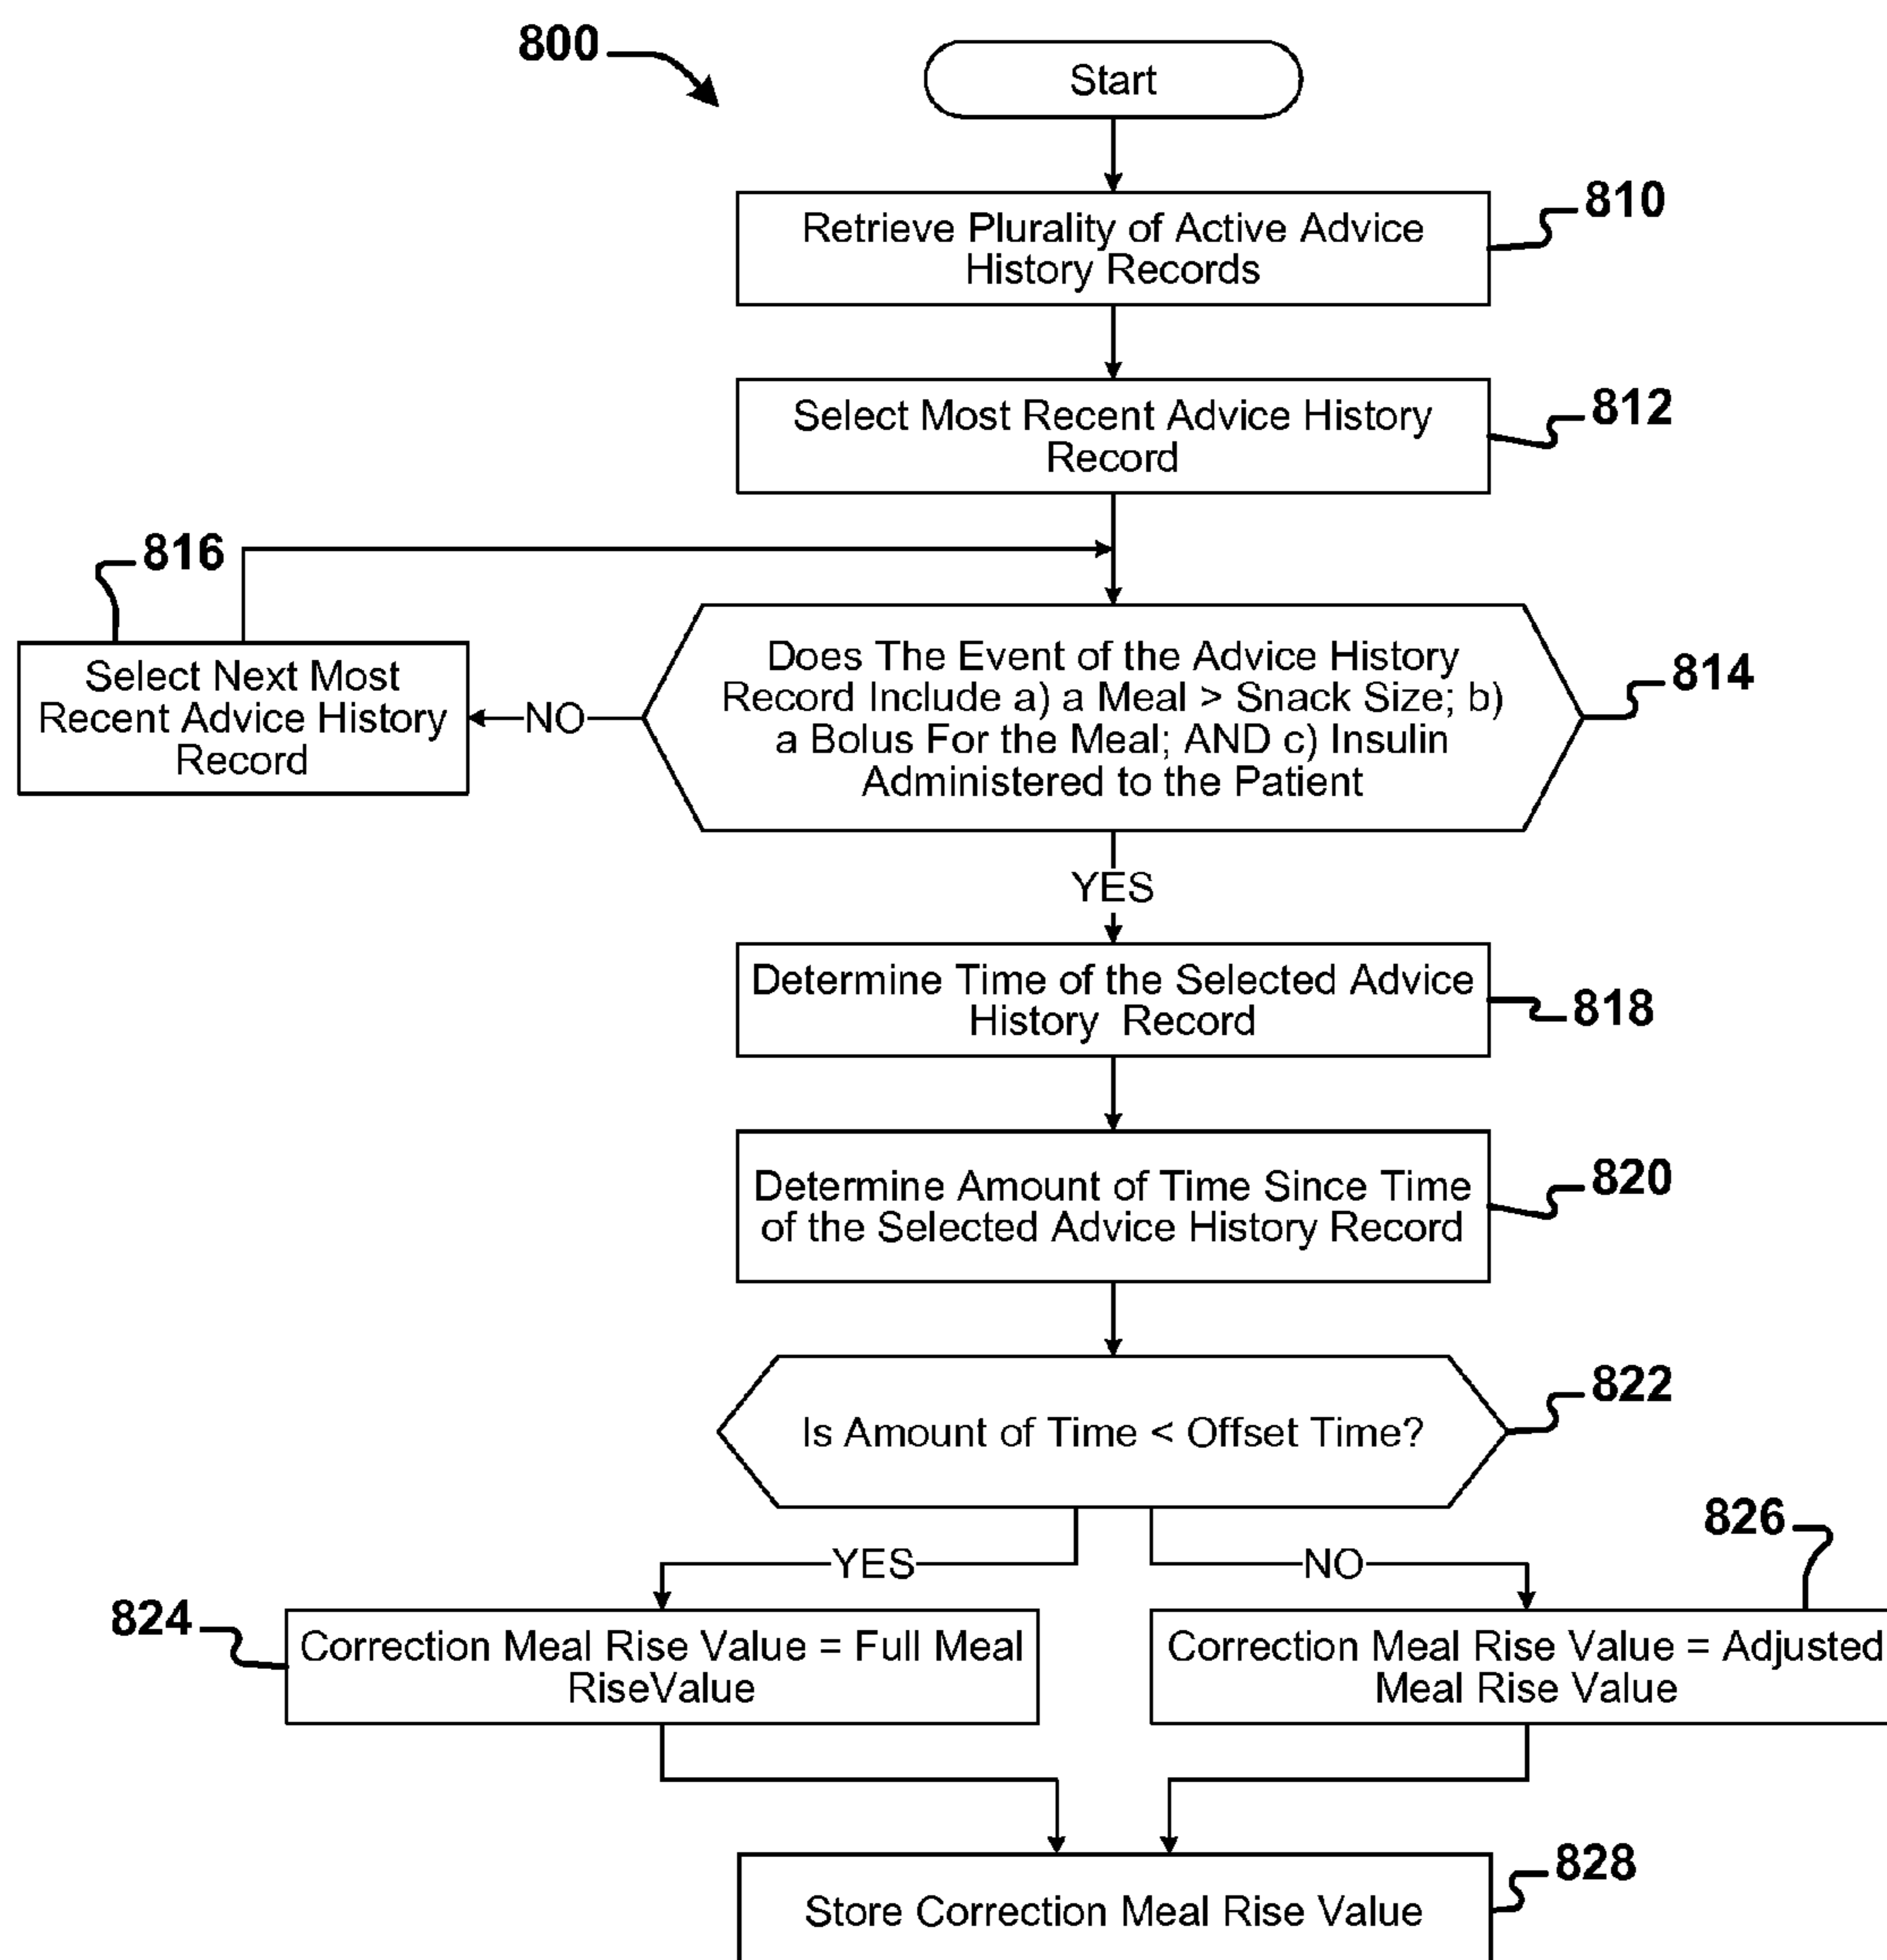 800
Start
810
Retrieve Plurality of Active Advice
History Records
812
Select Most Recent Advice History
Record
816
Select Next Most
Recent Advice History
Record
NO
814
Does The Event of the Advice History
Record Include a) a Meal > Snack Size; b)
a Bolus For the Meal; AND c) Insulin
Administered to the Patient
YES
Determine Time of the Selected Advice
History Record
818
Determine Amount of Time Since Time
of the Selected Advice History Record
820
Is Amount of Time < Offset Time?
822
YES
NO
826
824
Correction Meal Rise Value = Full Meal
RiseValue
Correction Meal Rise Value = Adjusted
Meal Rise Value
828
Store Correction Meal Rise Value